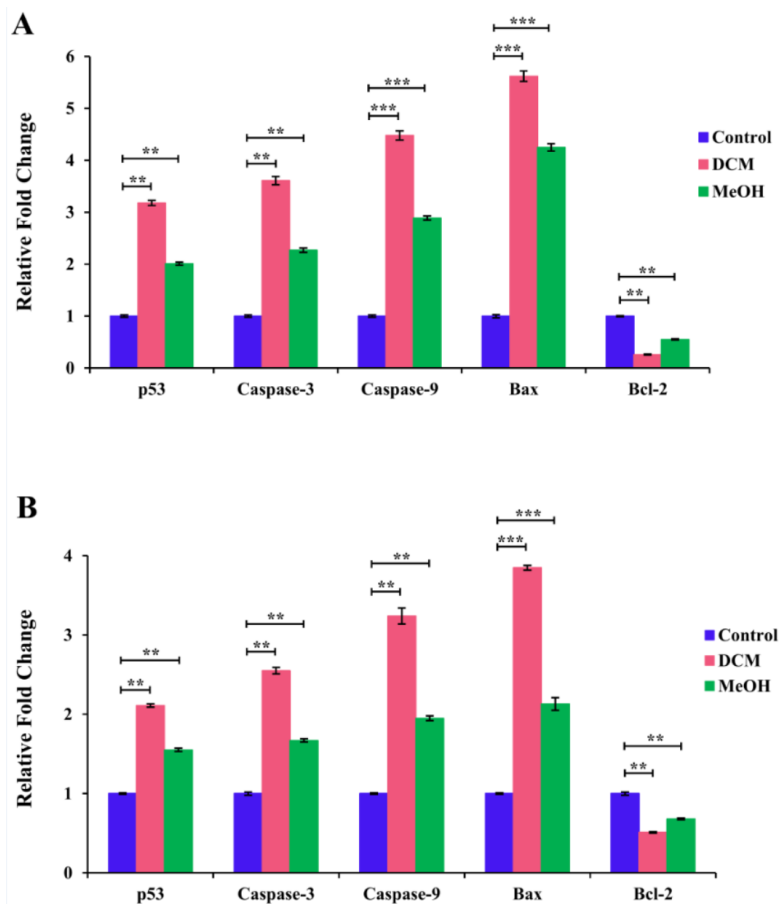 A
*** ***
6
*** ***
5
** ** Control
4
** ** DCM
MeOH
3
** **
2
1
0
Relative Fold Change
p53 Caspase-3 Caspase-9 Bax Bcl-2
B
*** ***
4
** **
** **
3
** ** Control
DCM
MeOH
2
** **
1
0
Relative Fold Change
p53 Caspase-3 Caspase-9 Bax Bcl-2